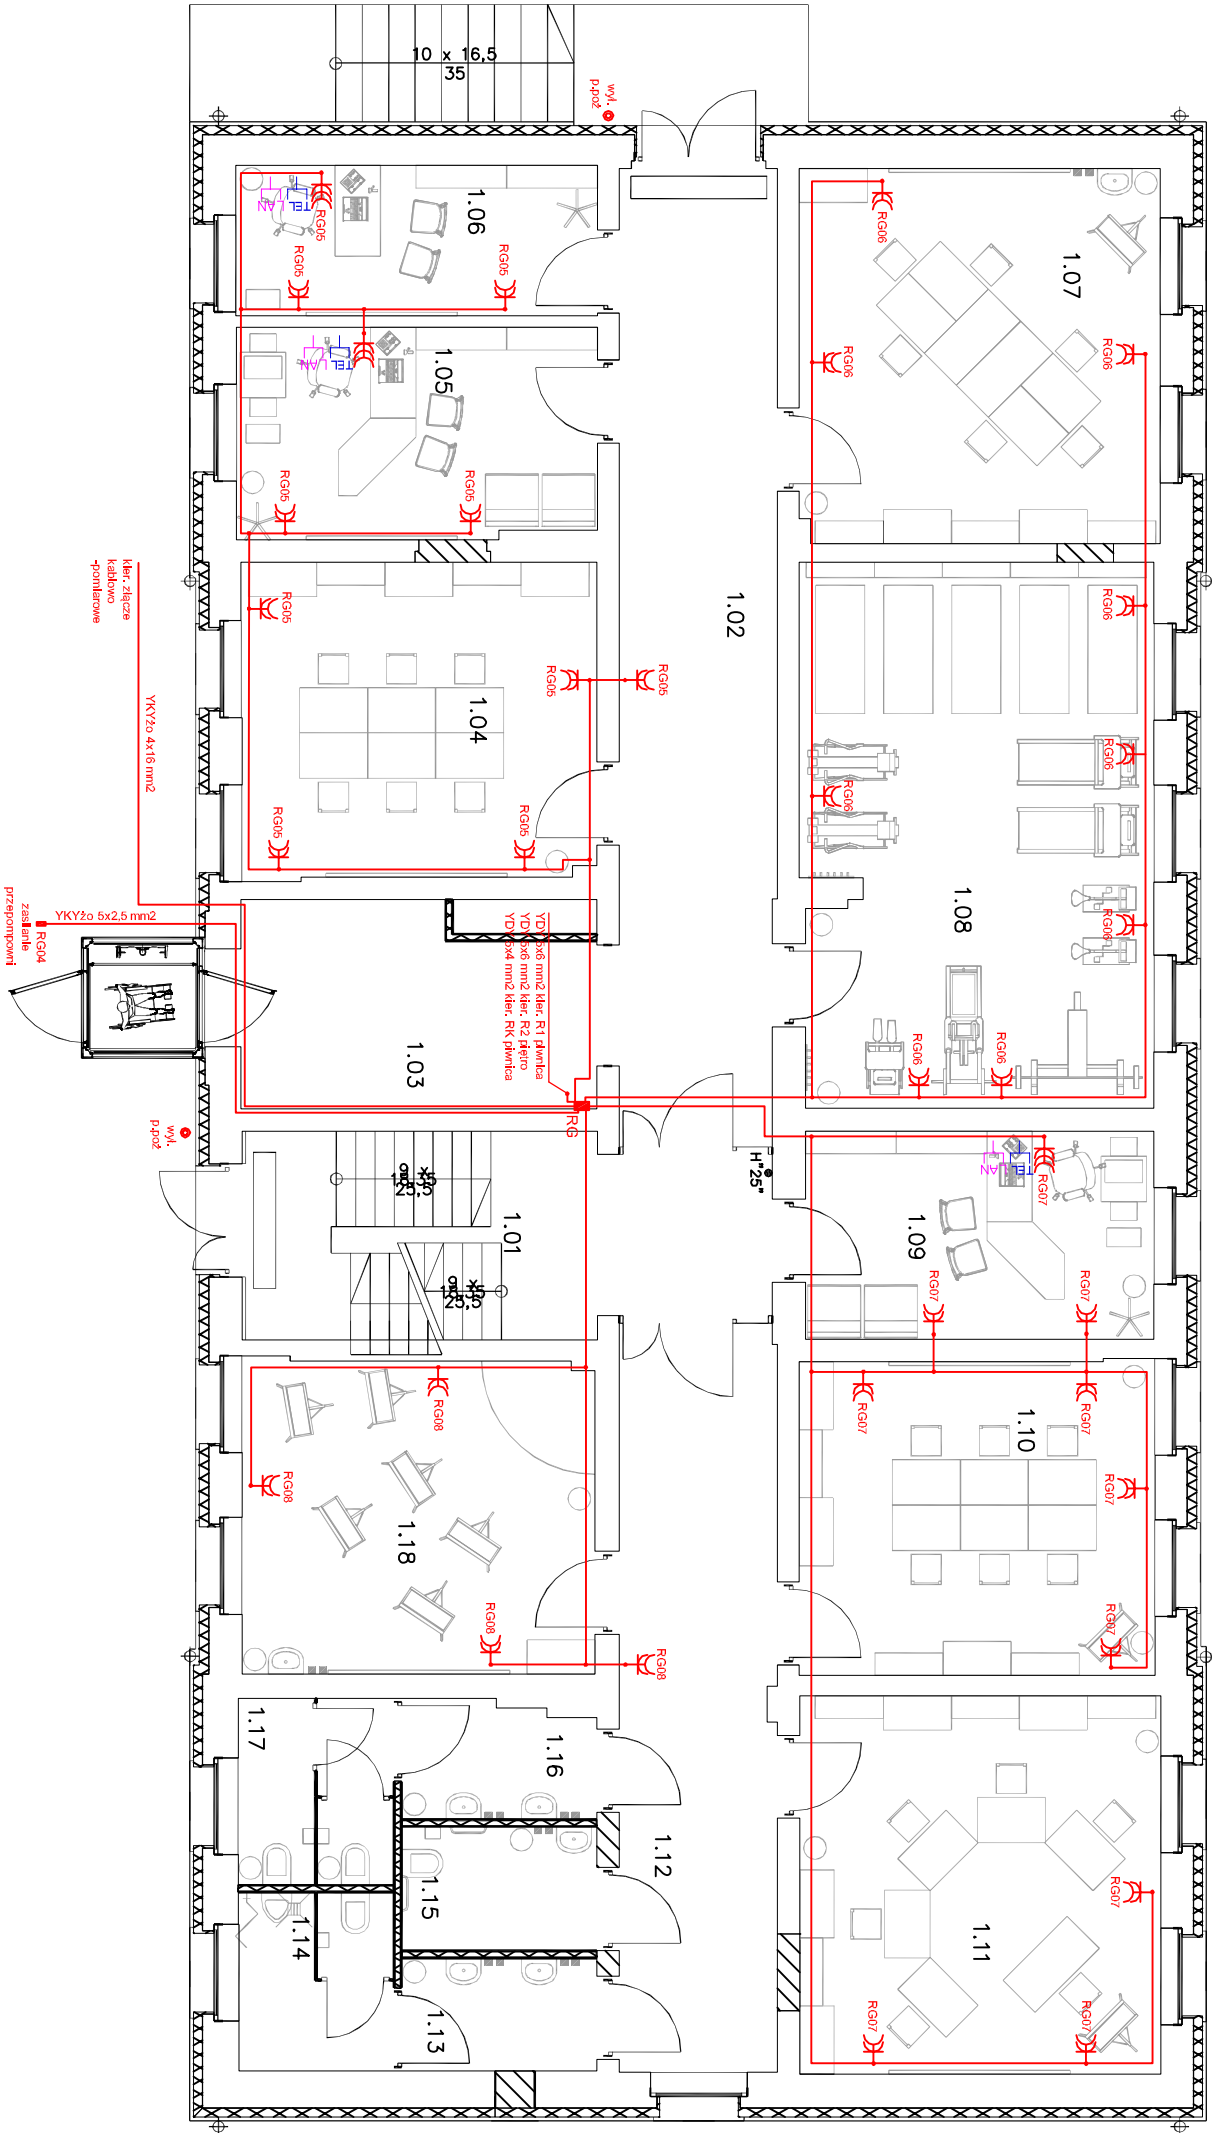 10 x 16,5
35
wył.
p.poż
1.06
RG05
TEL
LAN
RG05
RG05
1.07
RG06
RG06
RG06
1.05
TEL
LAN
RG05
RG05
kier. złącze
kablowo
-pomiarowe
YKYżo 4x16 mm2
1.02
1.04
RG05
RG05
RG05
RG05
RG05
RG06
RG06
RG06
RG06
1.08
RG06
RG06
YKYżo 5x2,5 mm2
RG04
zasilanie
przepompowni
1.03
YDY 5x6 mm2 kier. R1 piwnica
YDY 5x6 mm2 kier. R2 piętro
YDY 5x4 mm2 kier. RK piwnica
RG
wył.
p.poż
H"25"
1.01
1.09
TEL
RG07
RG07
RG07
1.10
RG07
RG07
RG07
RG07
1.18
RG08
RG08
RG08
RG08
1.17
1.16
1.15
1.14
1.13
1.12
1.11
RG07
RG07
RG07